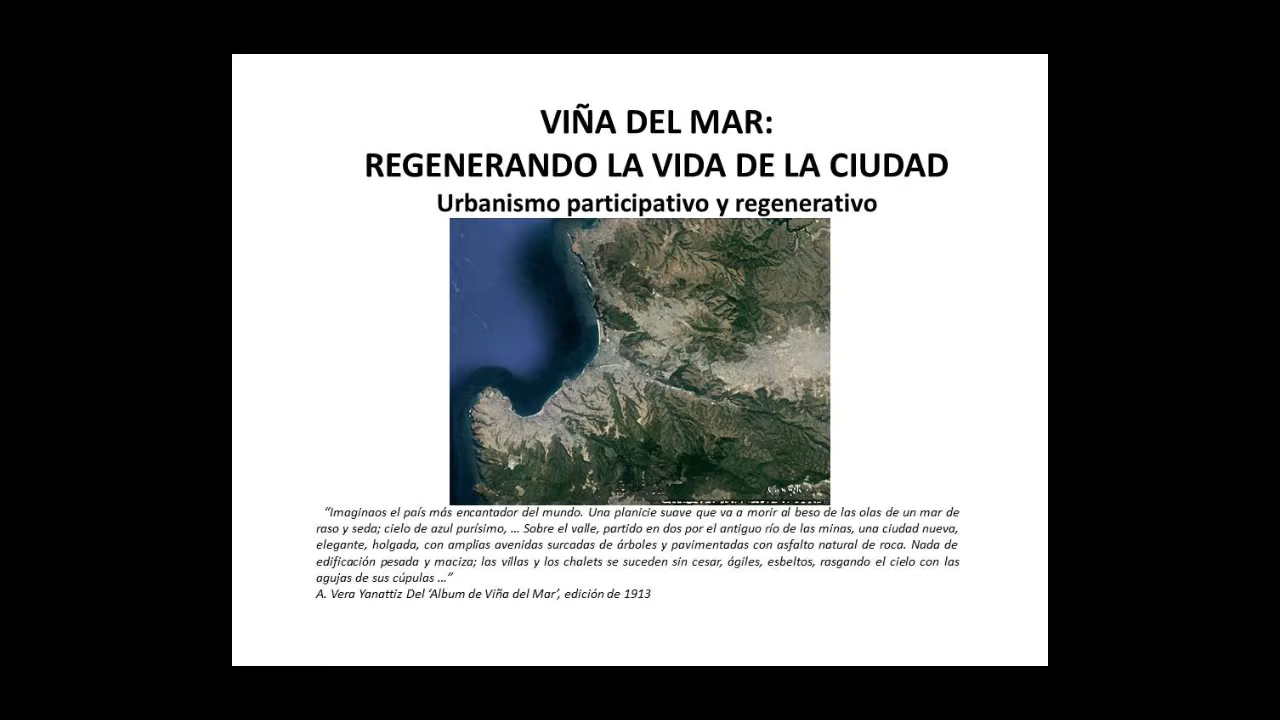 VIÑA DEL MAR:
REGENERANDO LA VIDA DE LA CIUDAD
Urbanismo participativo y regenerativo
“Imaginaos el país más encantador del mundo. Una planicie suave que va a morir al beso de las olas de un mar de
raso y seda; cielo de azul purísimo, … Sobre el valle, partido en dos por el antiguo río de las minas, una ciudad nueva,
elegante, holgada, con amplias avenidas surcadas de árboles y pavimentadas con asfalto natural de roca. Nada de
edificación pesada y maciza; las villas y los chalets se suceden sin cesar, ágiles, esbeltos, rasgando el cielo con las
agujas de sus cúpulas …”
A. Vera Yanattiz Del ‘Album de Viña del Mar’, edición de 1913